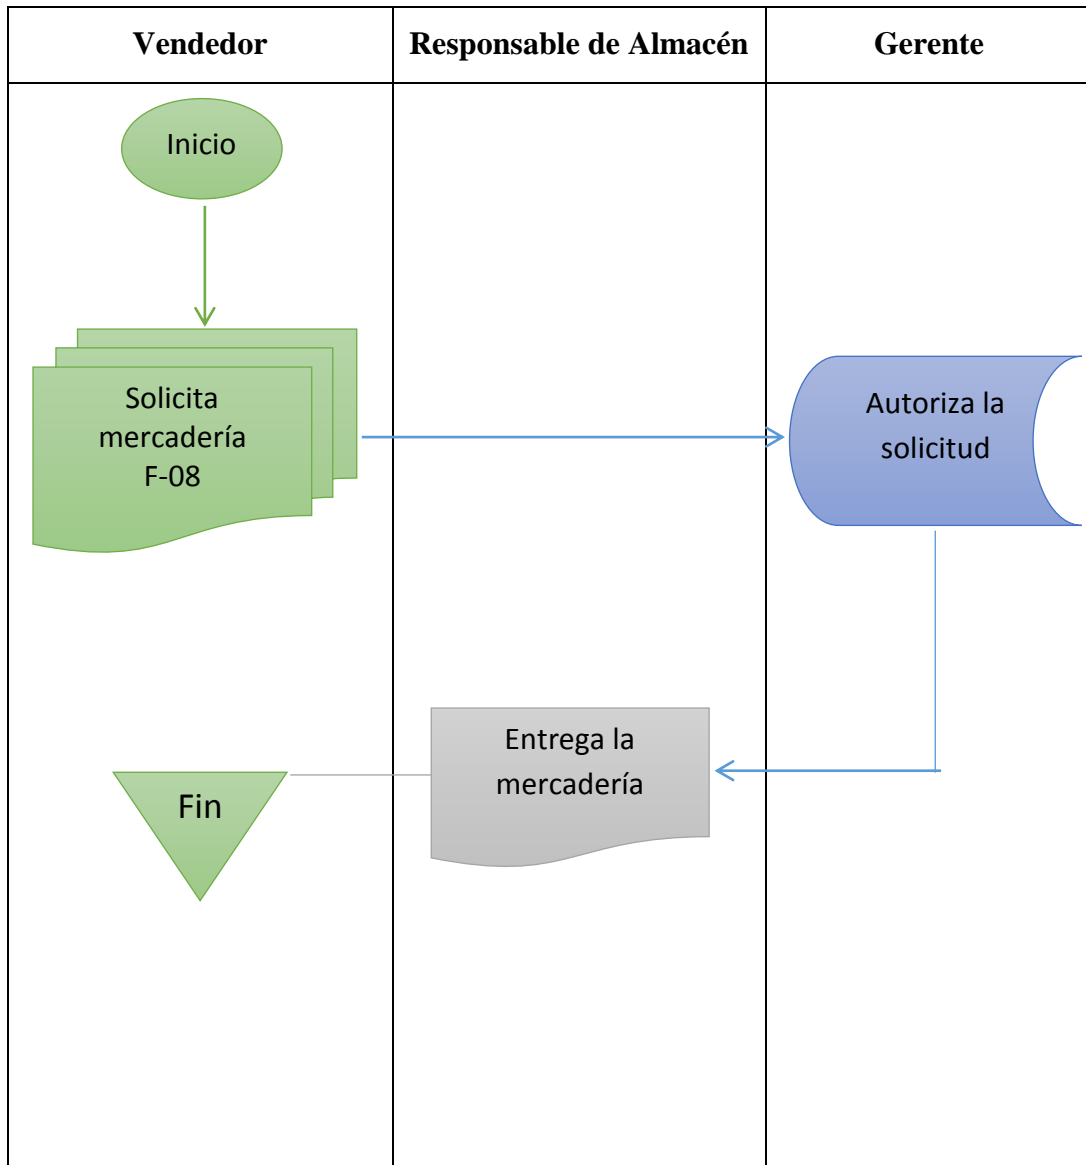 Vendedor
Responsable de Almacén
Gerente
Inicio
Solicita
mercadería
F-08
Autoriza la
solicitud
Entrega la
mercadería
Fin